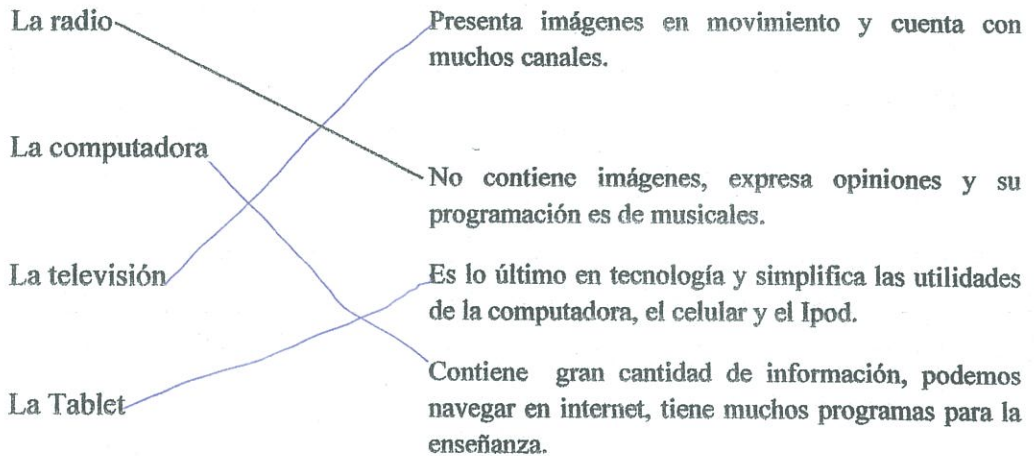 La radio
Presenta imágenes en movimiento y cuenta con
muchos canales.
La computadora
No contiene imágenes, expresa opiniones y su
programación es de musicales.
La televisión
Es lo último en tecnología y simplifica las utilidades
de la computadora, el celular y el Ipod.
La Tablet
Contiene gran cantidad de información, podemos
navegar en internet, tiene muchos programas para la
enseñanza.